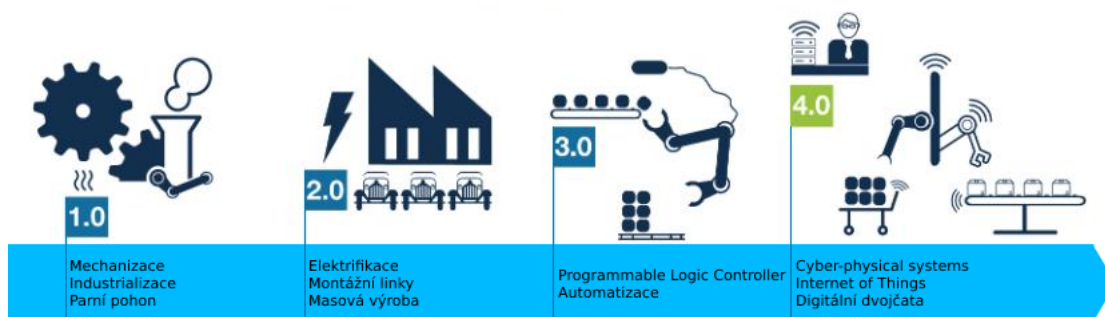 1.0
Mechanizace
Industrializace
Parní pohon
2.0
Elektrifikace
Montážní linky
Masová výroba
3.0
Programmable Logic Controller
Automatizace
4.0
Cyber-physical systems
Internet of Things
Digitální dvojčata